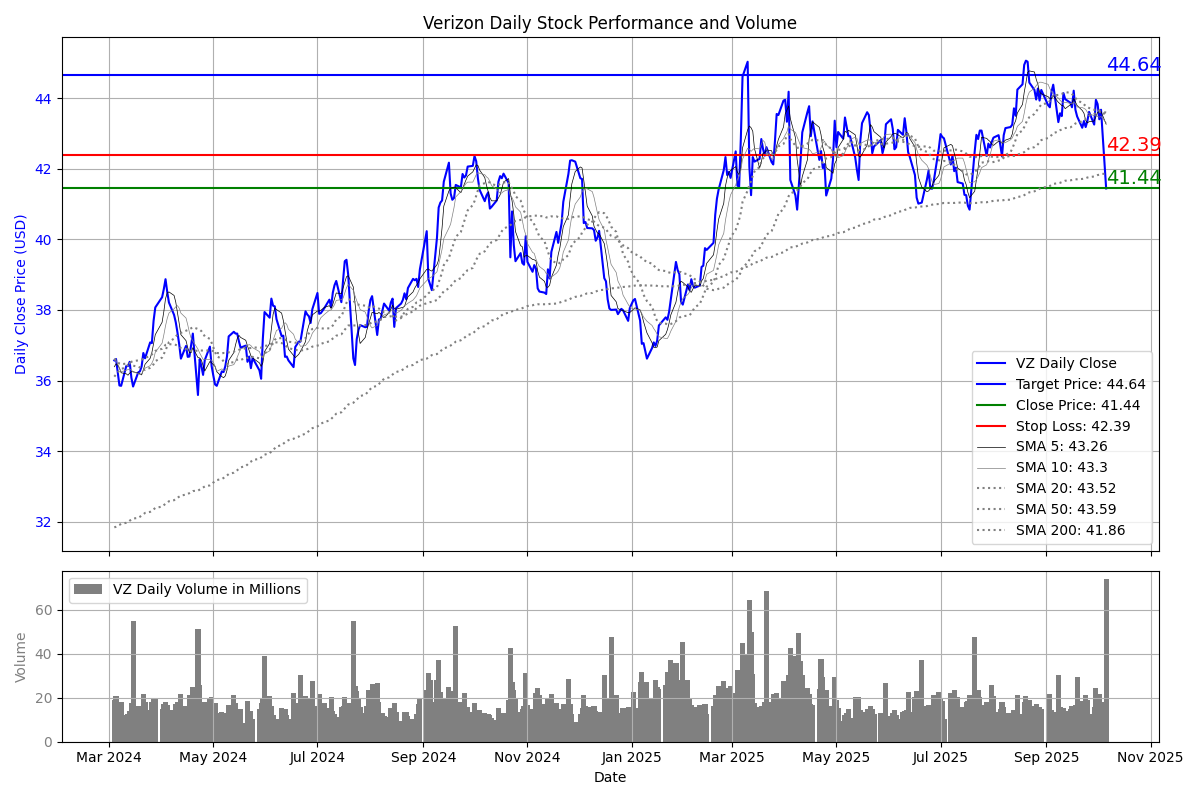 Verizon Daily Stock Performance and Volume
44.64
42.39
41.44
44
42
40
38
36
34
32
Daily Close Price (USD)
VZ Daily Close
Target Price: 44.64
Close Price: 41.44
Stop Loss: 42.39
SMA 5: 43.26
SMA 10: 43.3
SMA 20: 43.52
SMA 50: 43.59
SMA 200: 41.86
VZ Daily Volume in Millions
60
40
20
0
Volume
Mar 2024 May 2024 Jul 2024 Sep 2024 Nov 2024 Jan 2025 Mar 2025 May 2025 Jul 2025 Sep 2025 Nov 2025
Date